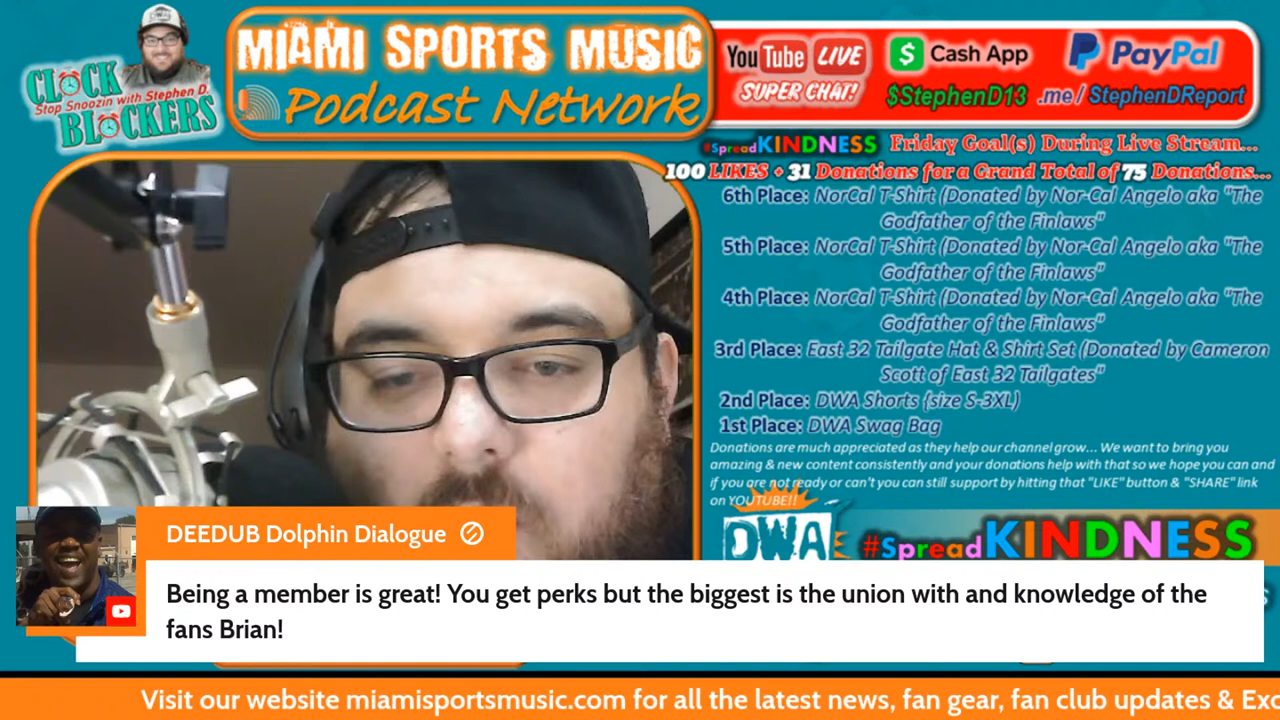 CLOCK
Stop Snoozin with Stephen D.
BLOCKERS
MIAMI SPORTS MUSIC
Podcast Network
YouTube LIVE
SUPER CHAT!
$ Cash App
$StephenD13
PayPal
.me/StephenDReport
#SpreadKINDNESS Friday Goal(s) During Live Stream...
100 LIKES + 31 Donations for a Grand Total of 75 Donations...
6th Place: NorCal T-Shirt (Donated by Nor-Cal Angelo aka "The
Godfather of the Finlaws"
5th Place: NorCal T-Shirt (Donated by Nor-Cal Angelo aka "The
Godfather of the Finlaws"
4th Place: NorCal T-Shirt (Donated by Nor-Cal Angelo aka "The
Godfather of the Finlaws"
3rd Place: East 32 Tailgate Hat & Shirt Set (Donated by Cameron
Scott of East 32 Tailgates"
2nd Place: DWA Shorts (size S-3XL)
1st Place: DWA Swag Bag
Donations are much appreciated as they help our channel grow... We want to bring you
amazing & new content consistently and your donations help with that so we hope you can and
if you are not ready or can't you can still support by hitting that "LIKE" button & "SHARE" link
on YOUTUBE!!
DWA
#SpreadKINDNESS
DEEDUB Dolphin Dialogue
Being a member is great! You get perks but the biggest is the union with and knowledge of the
fans Brian!
Visit our website miamisportsmusic.com for all the latest news, fan gear, fan club updates & Exc